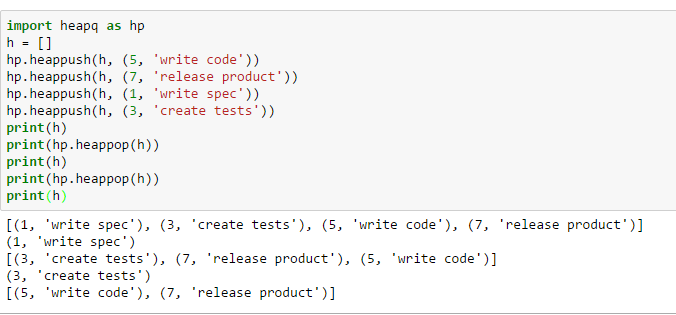 import heapq as hp
h = []
hp.heappush(h, (5, 'write code'))
hp.heappush(h, (7, 'release product'))
hp.heappush(h, (1, 'write spec'))
hp.heappush(h, (3, 'create tests'))
print(h)
print(hp.heappop(h))
print(h)
print(hp.heappop(h))
print(h)
[(1, 'write spec'), (3, 'create tests'), (5, 'write code'), (7, 'release product')]
(1, 'write spec')
[(3, 'create tests'), (7, 'release product'), (5, 'write code')]
(3, 'create tests')
[(5, 'write code'), (7, 'release product')]